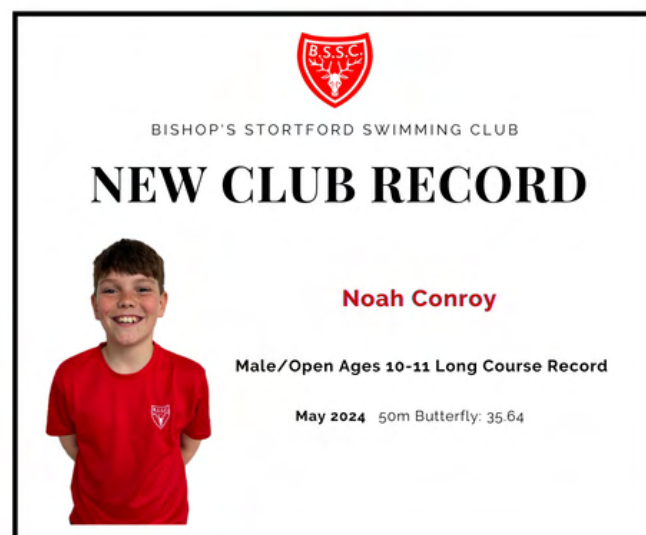 B.S.S.C.
BISHOP'S STORTFORD SWIMMING CLUB
NEW CLUB RECORD
Noah Conroy
Male/Open Ages 10-11 Long Course Record
May 2024 50m Butterfly: 35.64
B.S.S.C.